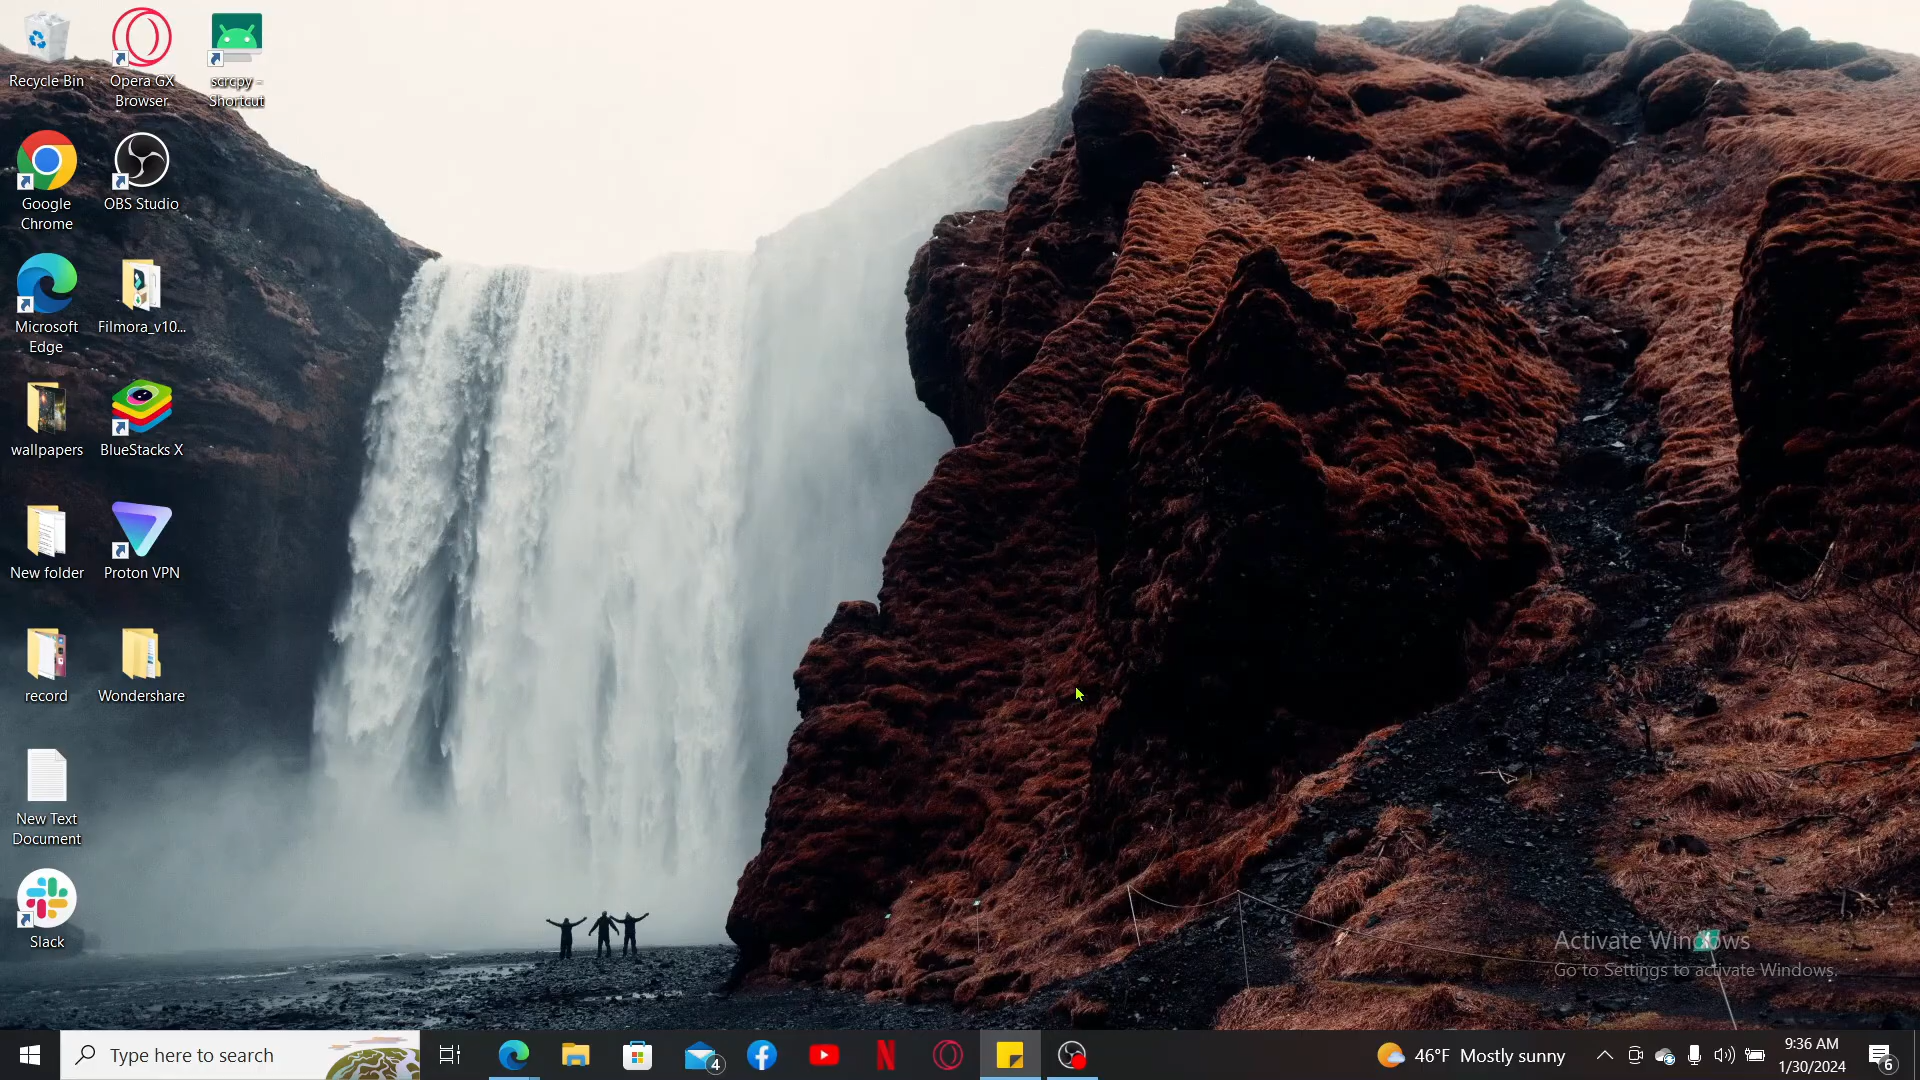 Recycle Bin
Opera GX
Browser
scrcpy -
Shortcut
Google
Chrome
OBS Studio
Microsoft
Edge
Filmora_v10...
wallpapers
BlueStacks X
New folder
Proton VPN
record
Wondershare
New Text
Document
Slack
Activate Windows
Go to Settings to activate Windows.
Type here to search
4
46°F Mostly sunny
9:36 AM
1/30/2024
6